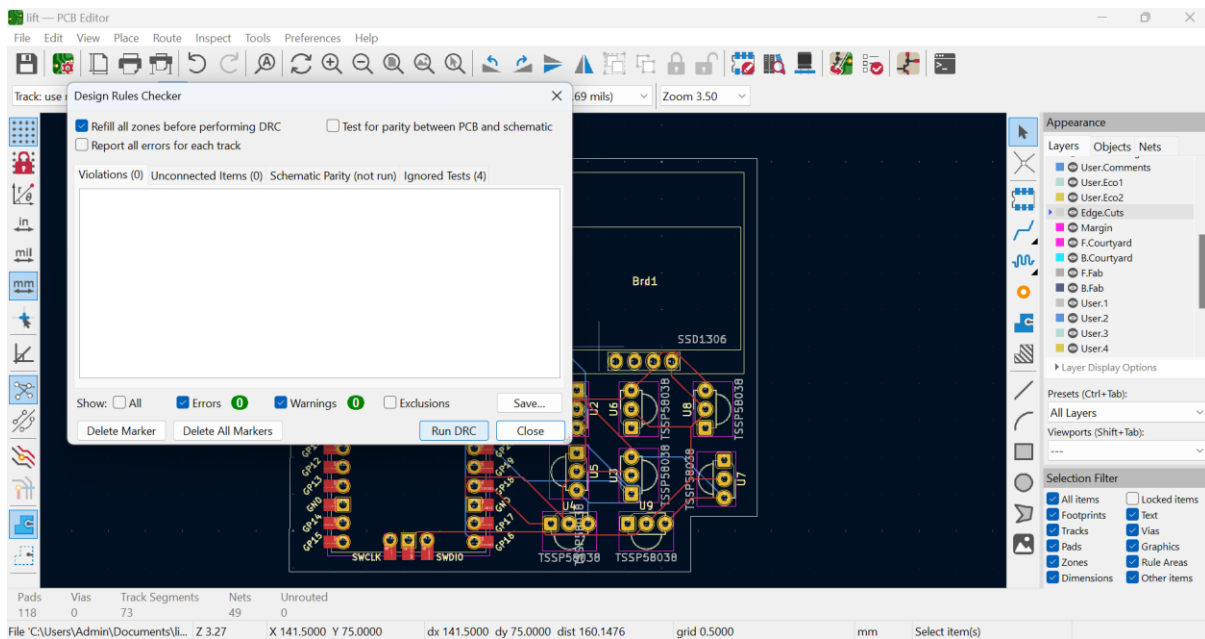 lift — PCB Editor
File Edit View Place Route Inspect Tools Preferences Help
Track: use
.69 mils)
Zoom 3.50
Design Rules Checker
Refill all zones before performing DRC
Test for parity between PCB and schematic
Report all errors for each track
Violations (0) Unconnected Items (0) Schematic Parity (not run) Ignored Tests (4)
Show: All Errors 0 Warnings 0 Exclusions Save...
Delete Marker Delete All Markers Run DRC Close
in
mil
mm
Brd1
SSD1306
U2 U6 TSSP58038 U8 TSSP58038
U5 U3 TSSP58038 U7
U4 U9
TSSP58038 TSSP58038
GP12 GP19
GP13 GP18
GND GND
GP14 GP17
GP15 GP16
SWCLK SWDIO
Appearance
Layers Objects Nets
User.Comments
User.Eco1
User.Eco2
Edge.Cuts
Margin
F.Courtyard
B.Courtyard
F.Fab
B.Fab
User.1
User.2
User.3
User.4
Layer Display Options
Presets (Ctrl+Tab):
All Layers
Viewports (Shift+Tab):
---
Selection Filter
All items Locked items
Footprints Text
Tracks Vias
Pads Graphics
Zones Rule Areas
Dimensions Other items
Pads Vias Track Segments Nets Unrouted
118 0 73 49 0
File 'C:\Users\Admin\Documents\li... Z 3.27 X 141.5000 Y 75.0000 dx 141.5000 dy 75.0000 dist 160.1476 grid 0.5000 mm Select item(s)